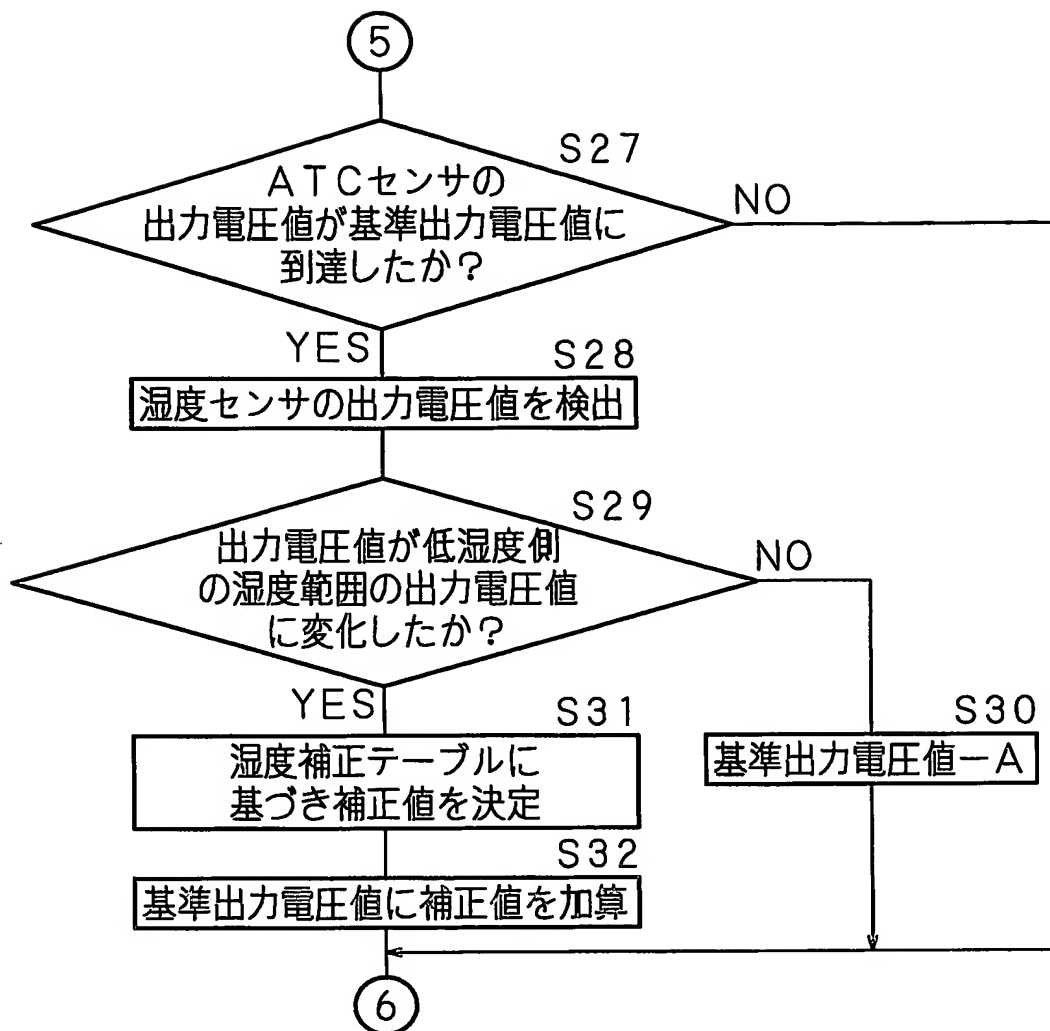 5
S27
ATCセンサの
出力電圧値が基準出力電圧値に
到達したか？
NO
YES
S28
湿度センサの出力電圧値を検出
S29
出力電圧値が低湿度側
の湿度範囲の出力電圧値
に変化したか？
NO
YES
S31
湿度補正テーブルに
基づき補正値を決定
S30
基準出力電圧値－A
S32
基準出力電圧値に補正値を加算
6